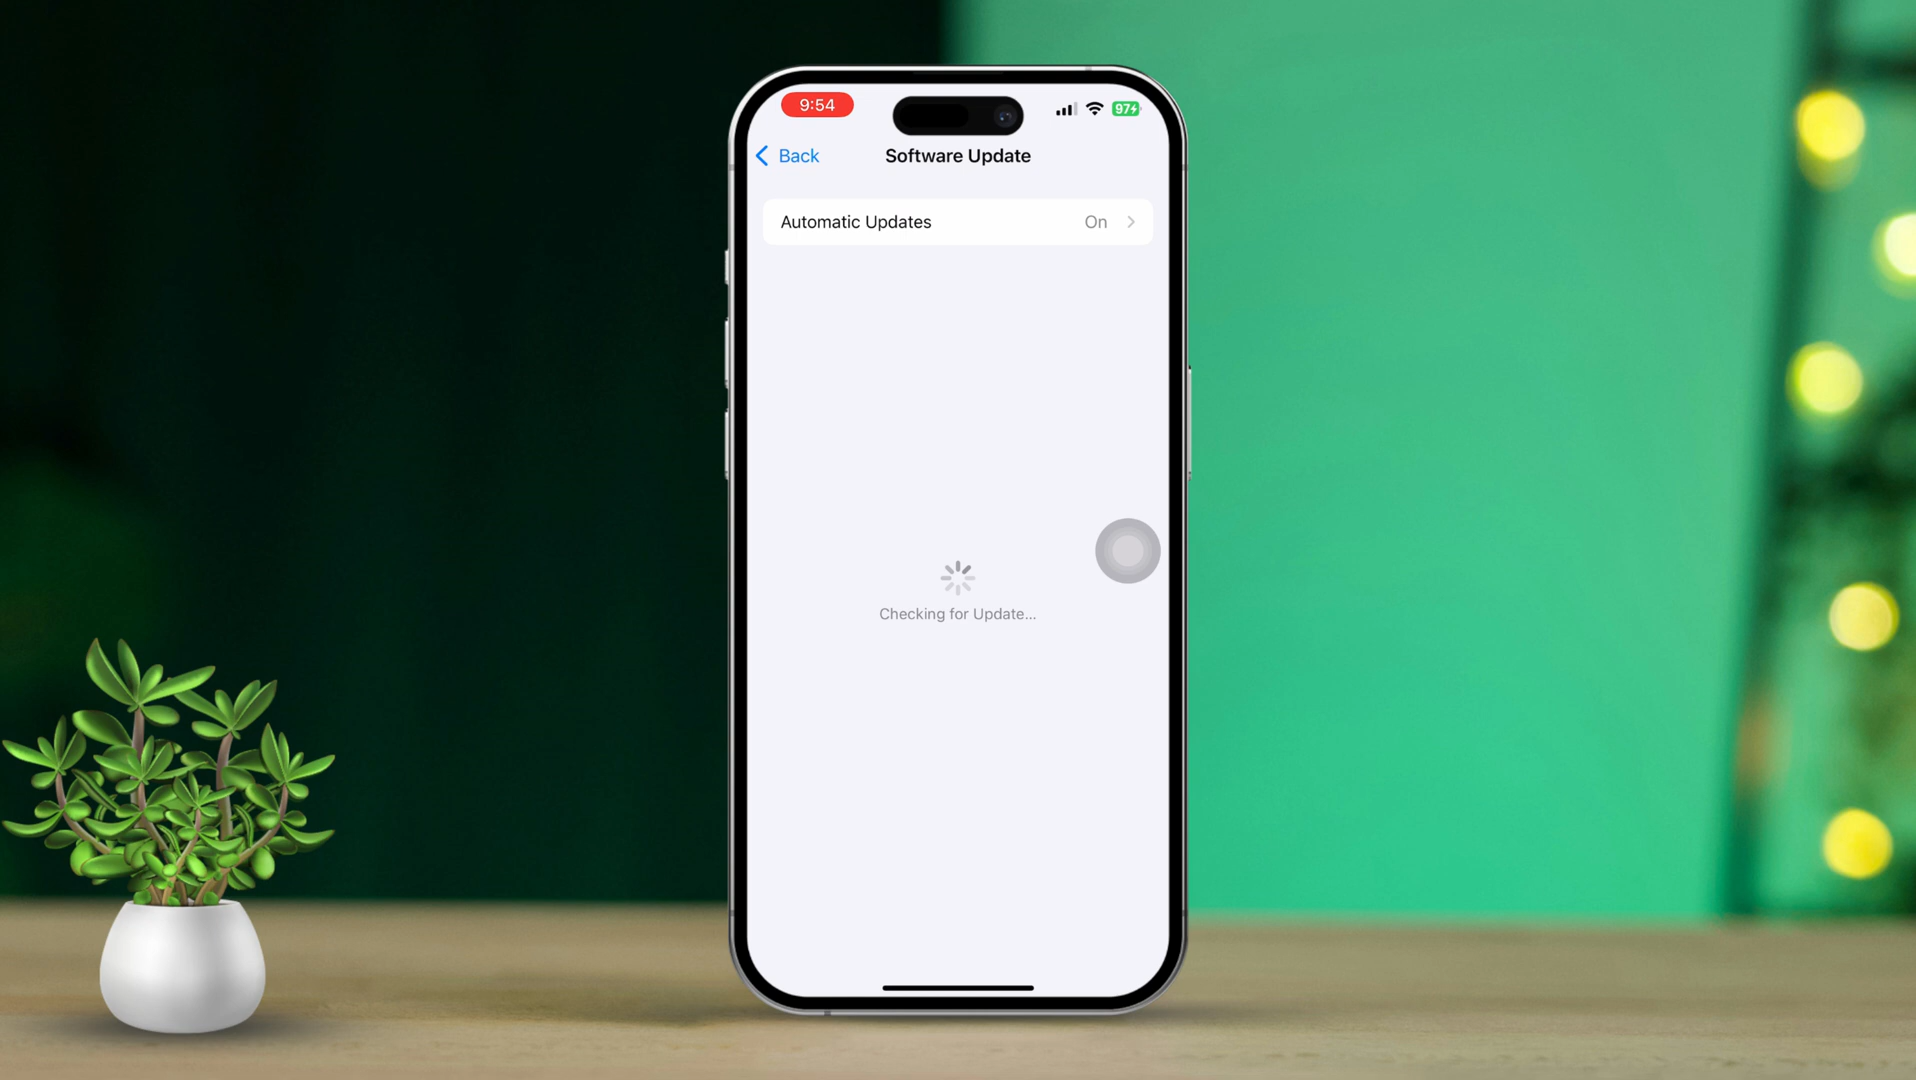 9:54
97
Back
Software Update
Automatic Updates
On
Checking for Update...